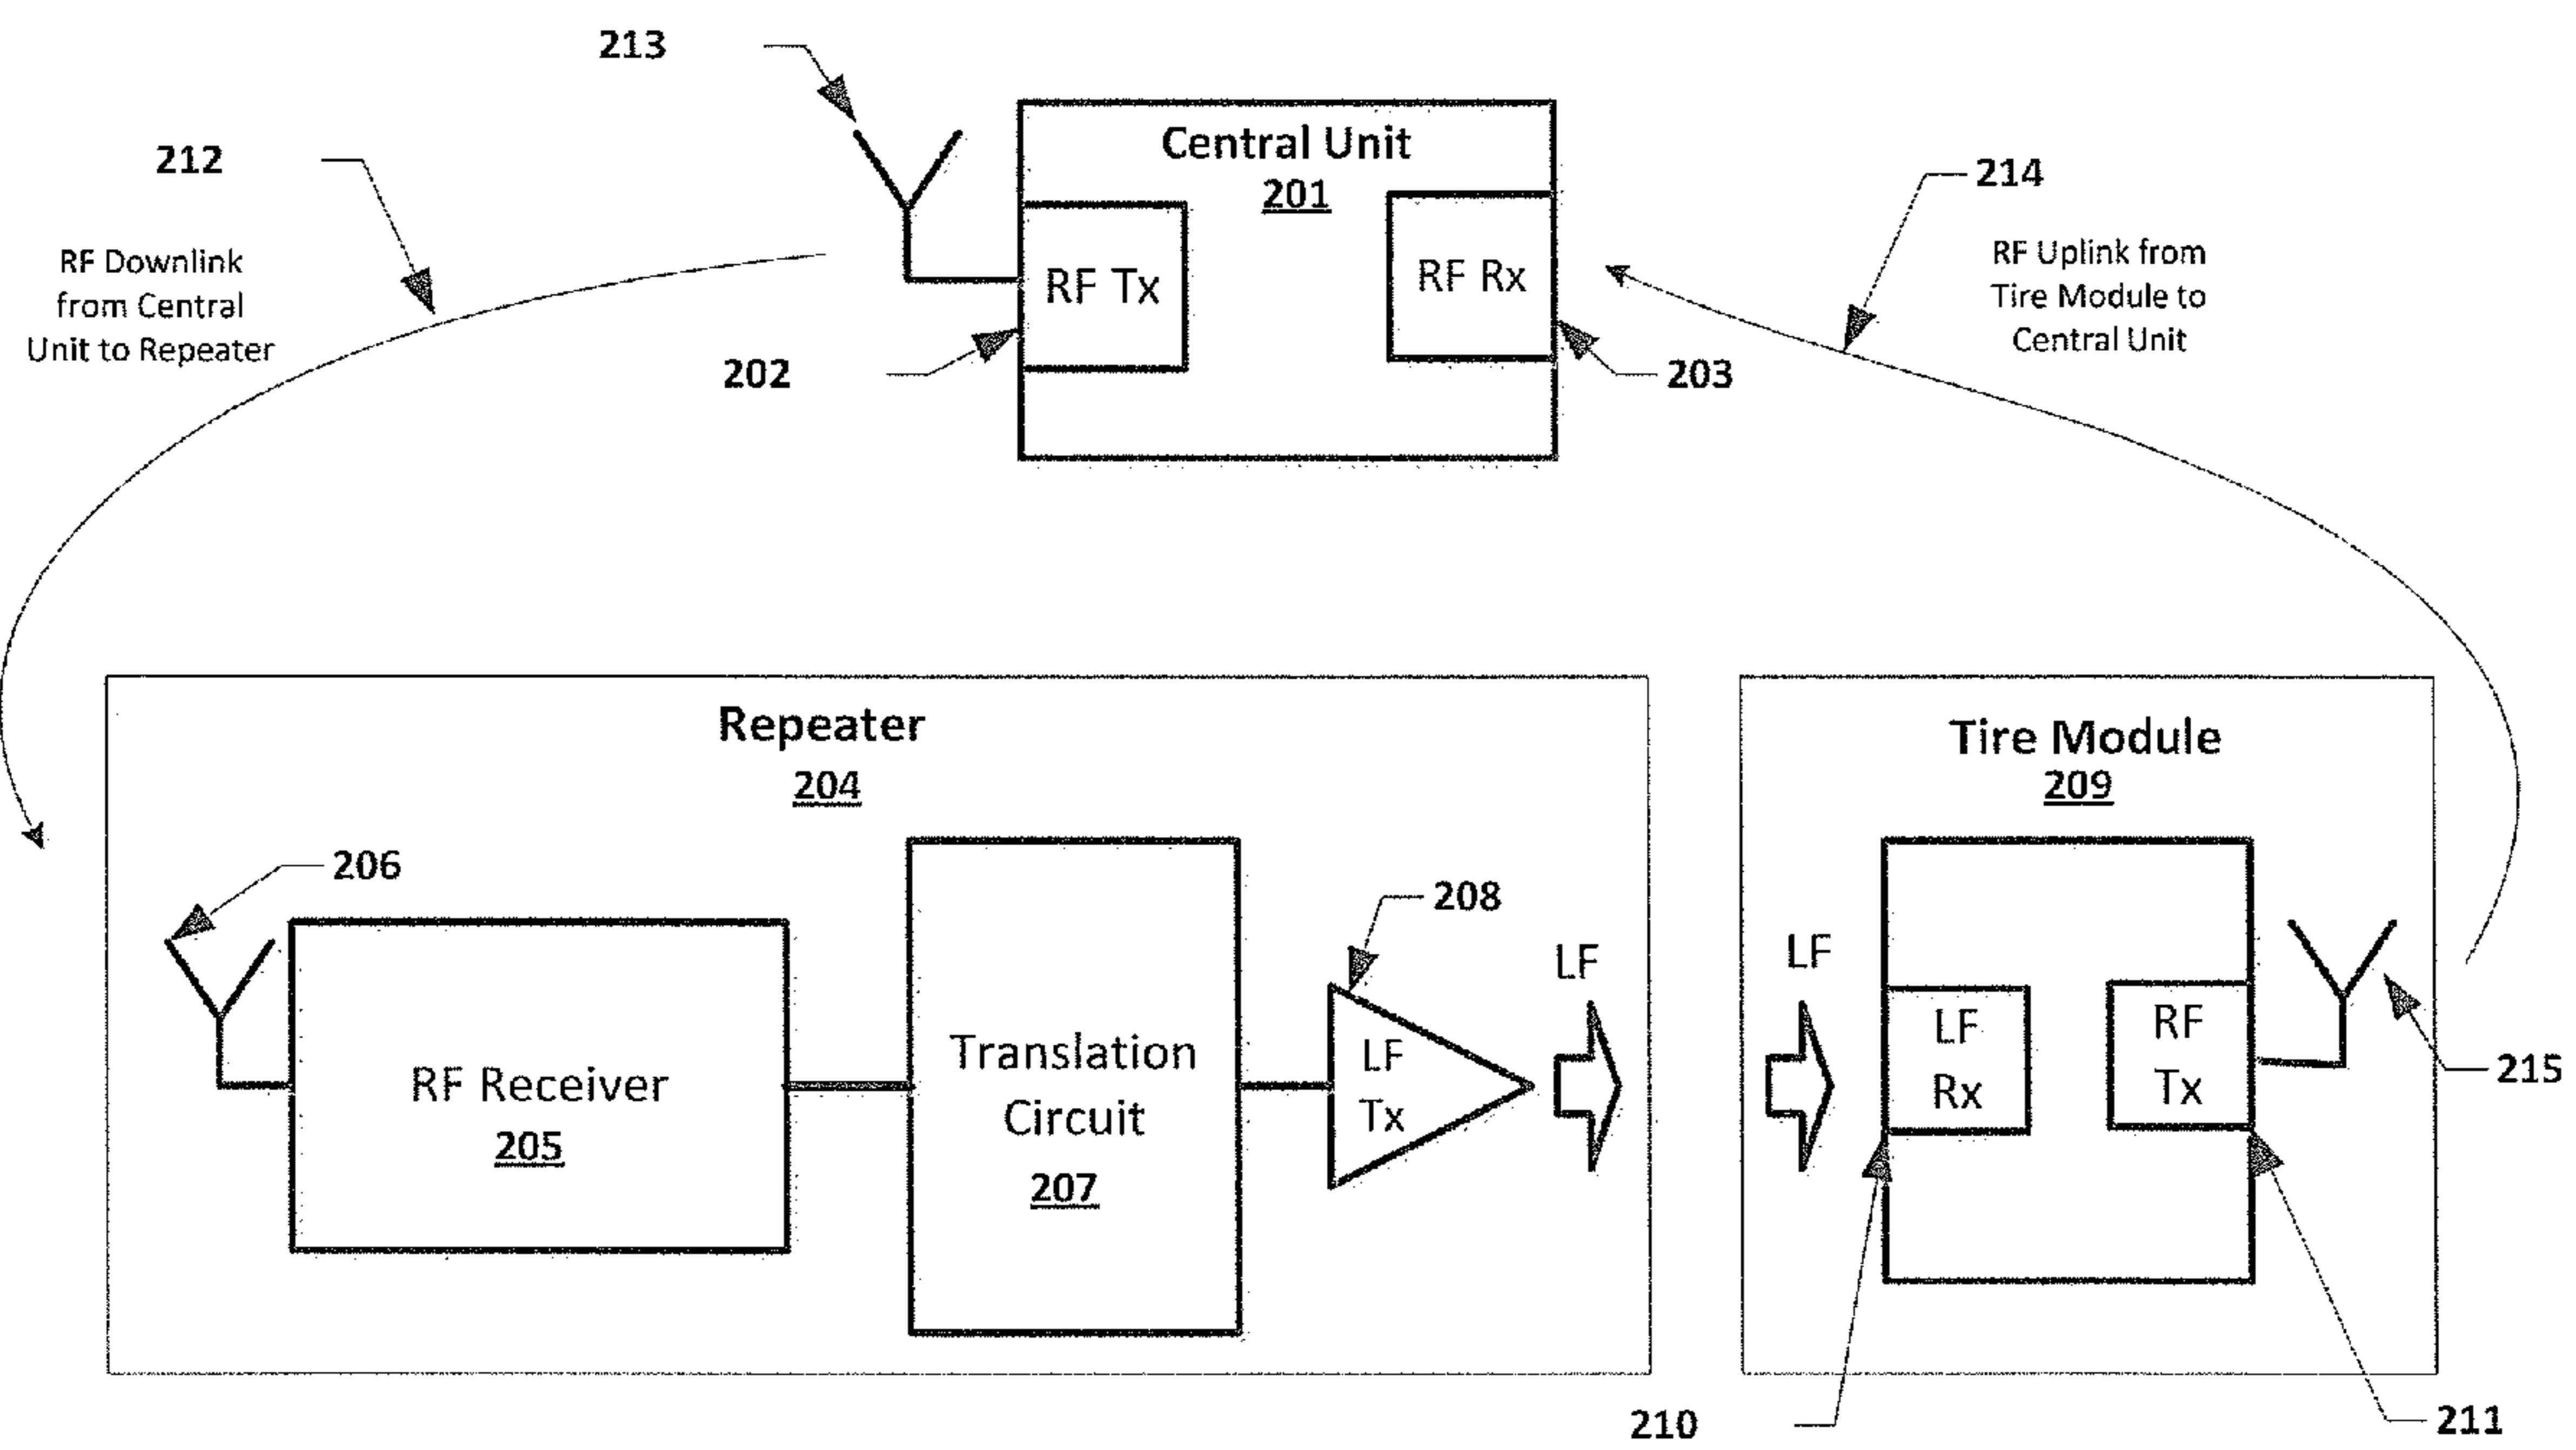 213
212
RF Downlink
from Central
Unit to Repeater
Central Unit
201
RF Tx
RF Rx
202
203
214
RF Uplink from
Tire Module to
Central Unit
Repeater
204
206
RF Receiver
205
Translation
Circuit
207
208
LF
Tx
LF
Tire Module
209
LF
LF
Rx
RF
Tx
215
210
211